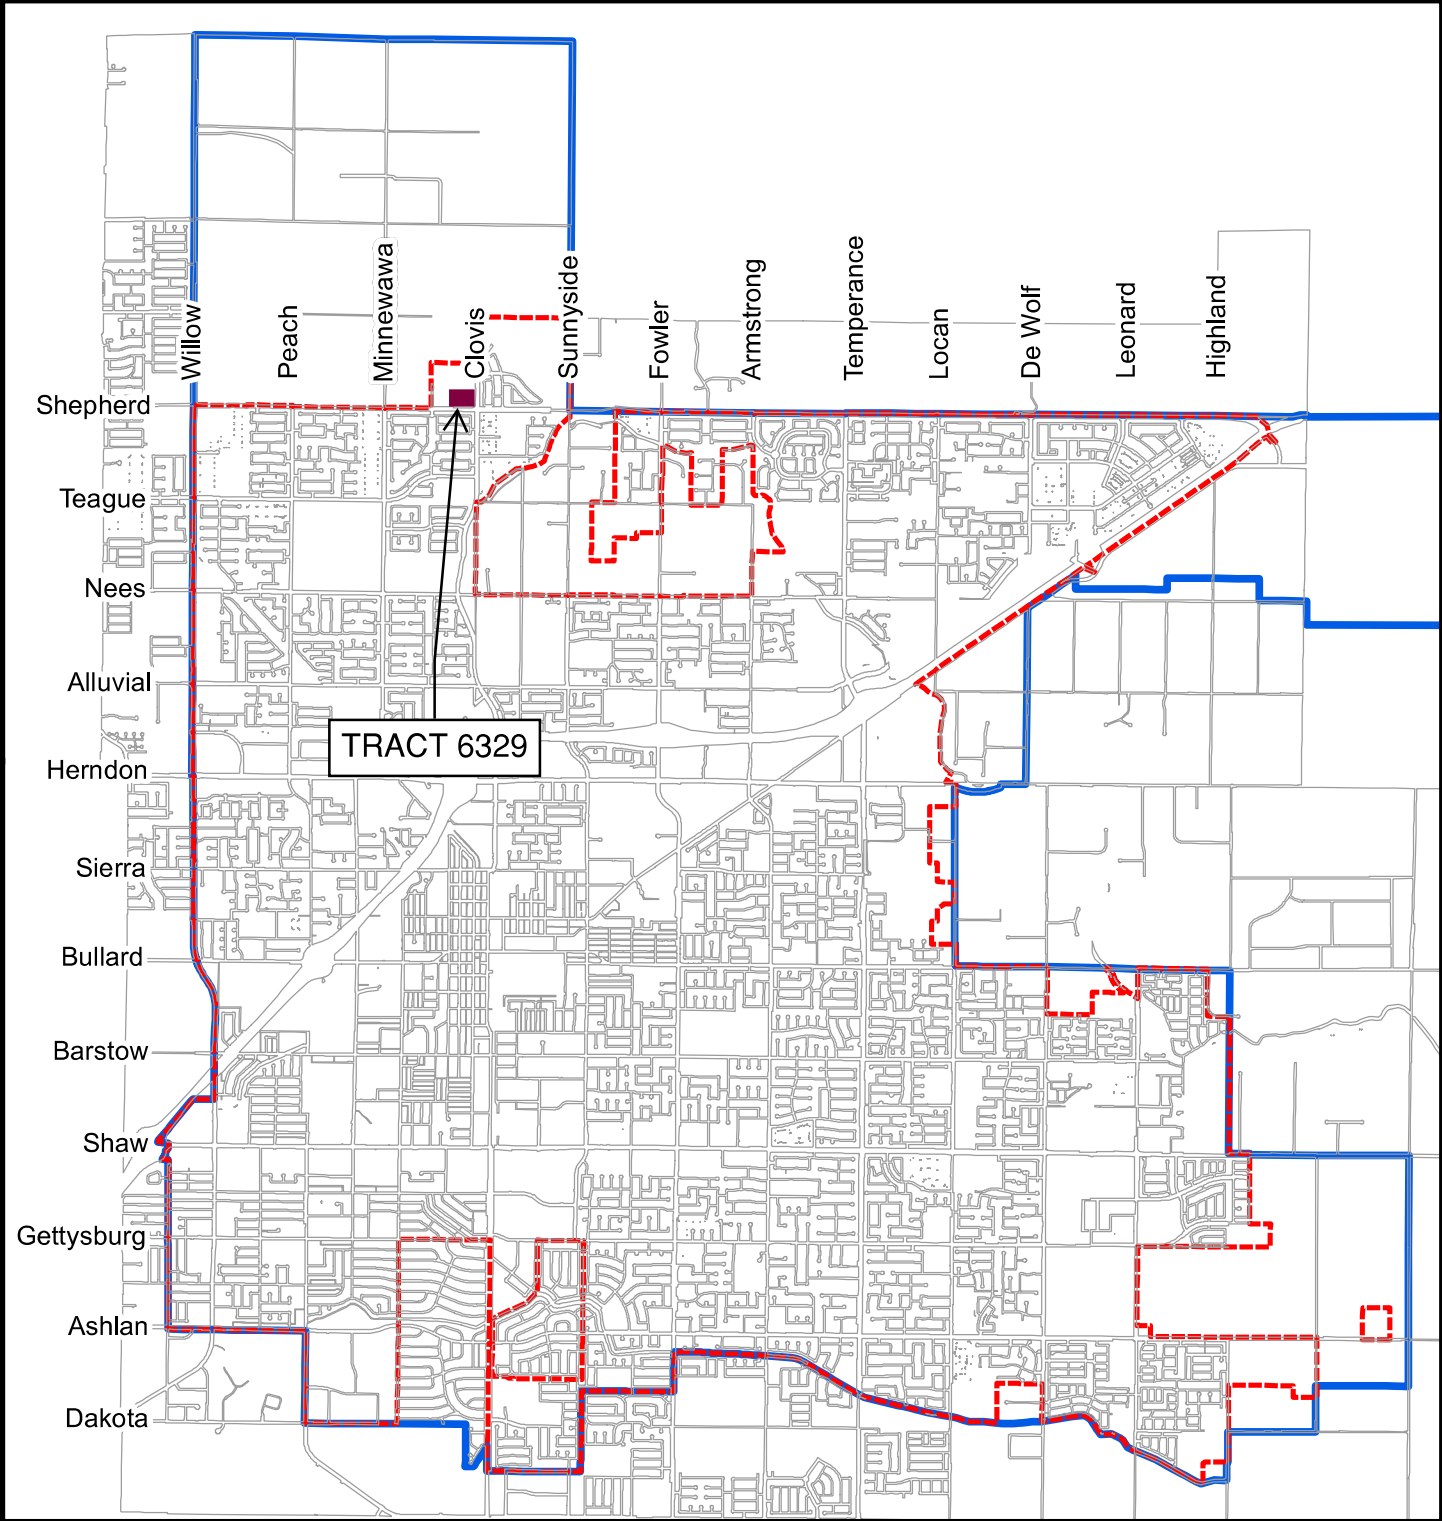 Willow
Peach
Minnewawa
Clovis
Sunnyside
Fowler
Armstrong
Temperance
Locan
De Wolf
Leonard
Highland
Shepherd
Teague
Nees
Alluvial
TRACT 6329
Herndon
Sierra
Bullard
Barstow
Shaw
Gettysburg
Ashlan
Dakota